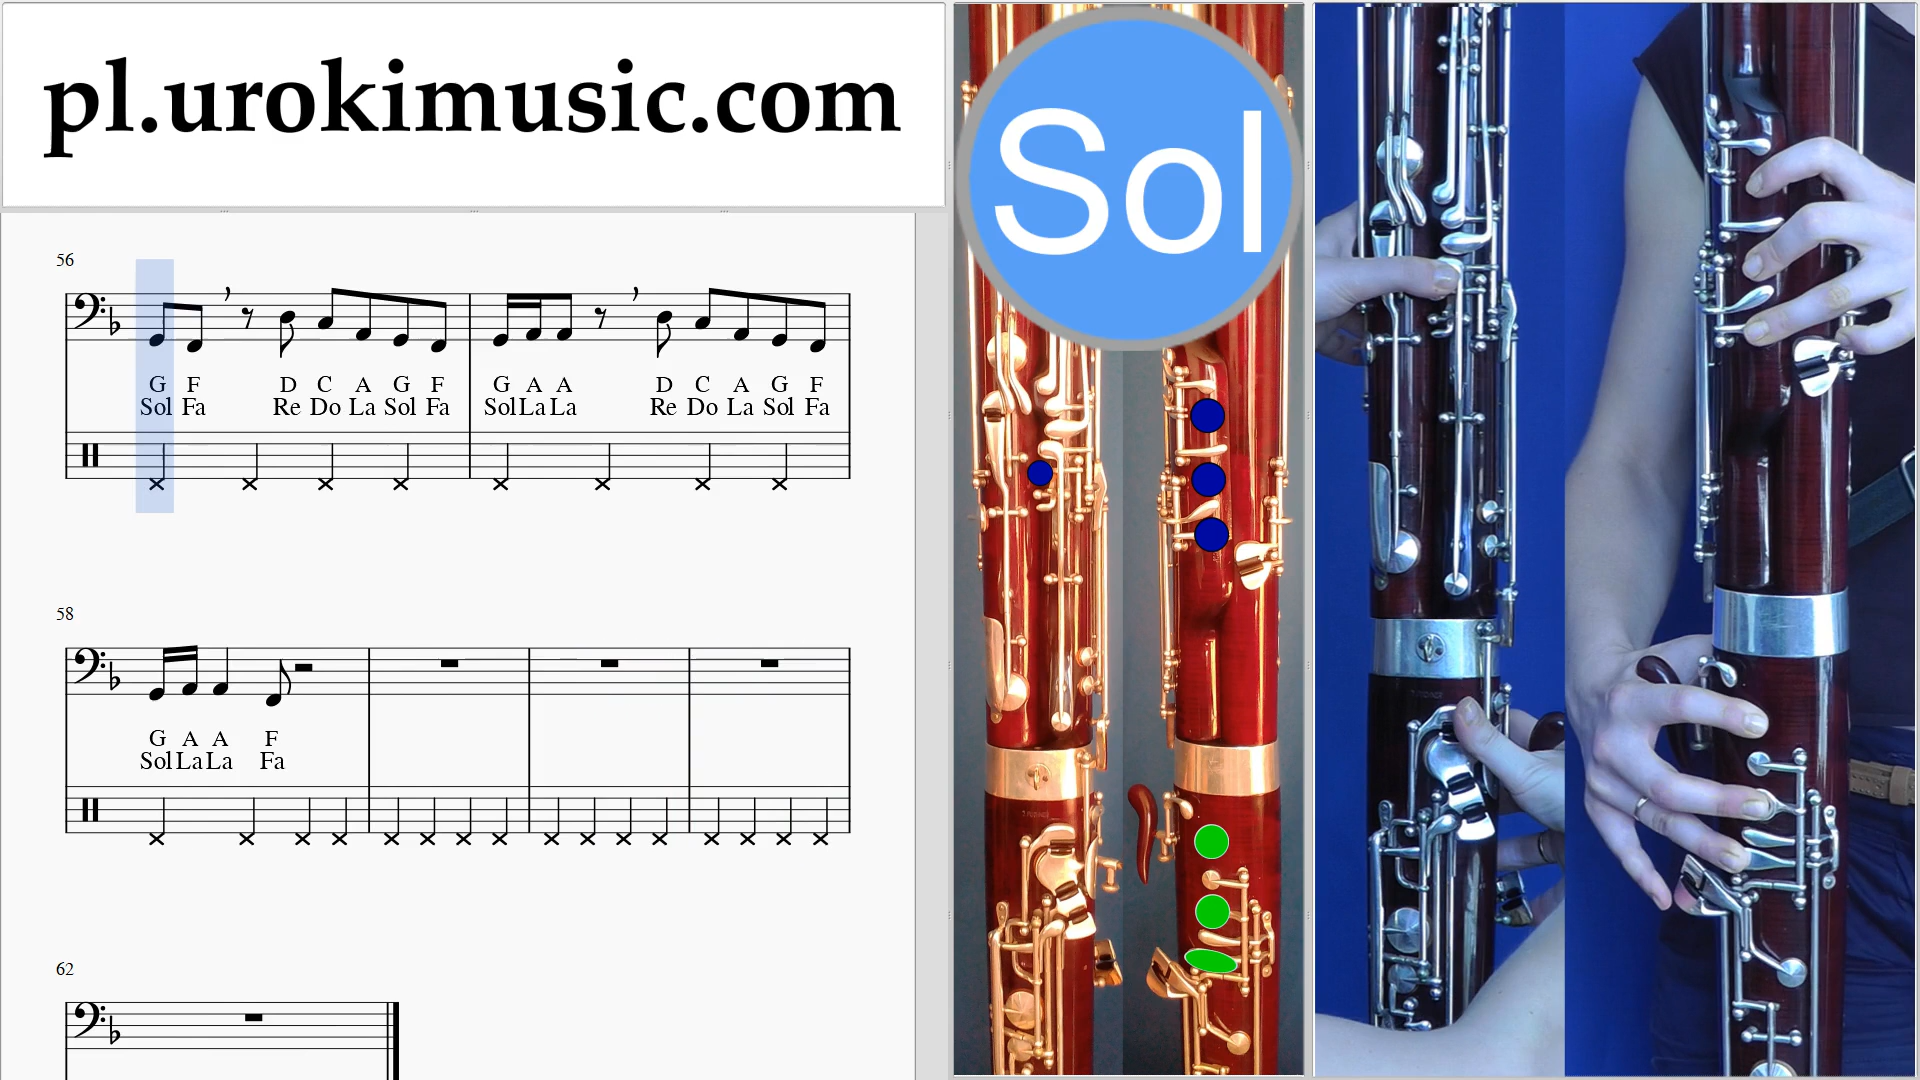 pl.urokimusic.com
Sol
56
G F D C A G F G A A D C A G F
Sol Fa Re Do La Sol Fa Sol La La Re Do La Sol Fa
58
G A A F
Sol La La Fa
62